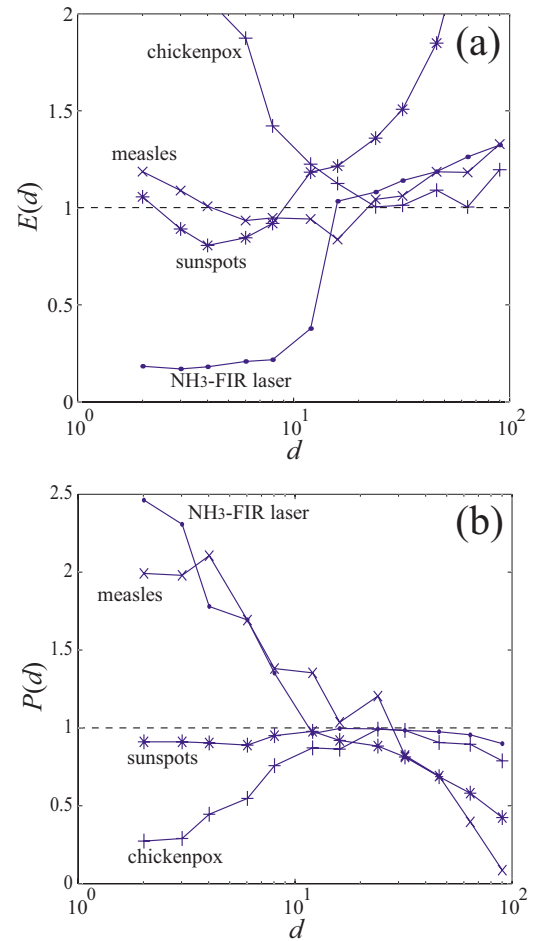 2
(a)
chickenpox
1.5
measles
E(d)
1
sunspots
0.5
NH3-FIR laser
0
10^0
10^1
10^2
d
2.5
NH3-FIR laser
(b)
2
measles
1.5
P(d)
1
sunspots
0.5
chickenpox
0
10^0
10^1
10^2
d